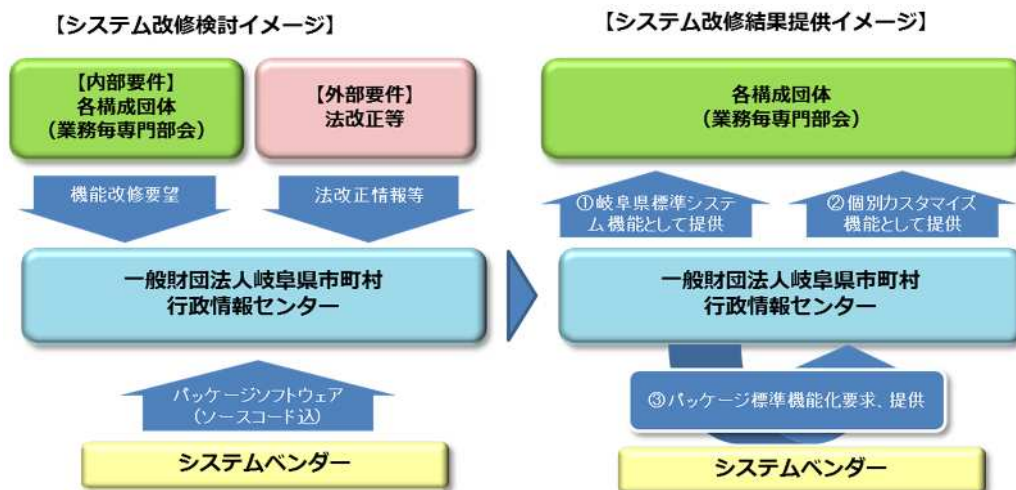 【システム改修検討イメージ】
【内部要件】
各構成団体
(業務毎専門部会)
【外部要件】
法改正等
機能改修要望
法改正情報等
一般財団法人岐阜県市町村
行政情報センター
パッケージソフトウェア
(ソースコード込)
システムベンダー
【システム改修結果提供イメージ】
各構成団体
(業務毎専門部会)
①岐阜県標準システ
ム機能として提供
②個別カスタマイズ
機能として提供
一般財団法人岐阜県市町村
行政情報センター
③パッケージ標準機能化要求、提供
システムベンダー